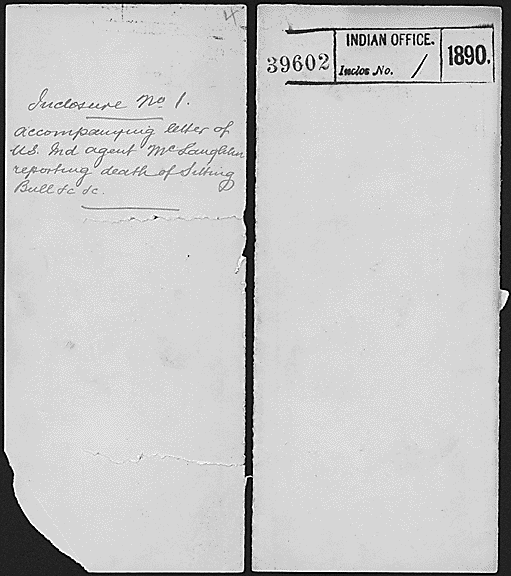 4
Inclosure No 1.
accompanying letter of
U.S. Ind agent McLaughlin
reporting death of Sitting
Bull &c &c.
39602
INDIAN OFFICE.
Inclos No. 1
1890.